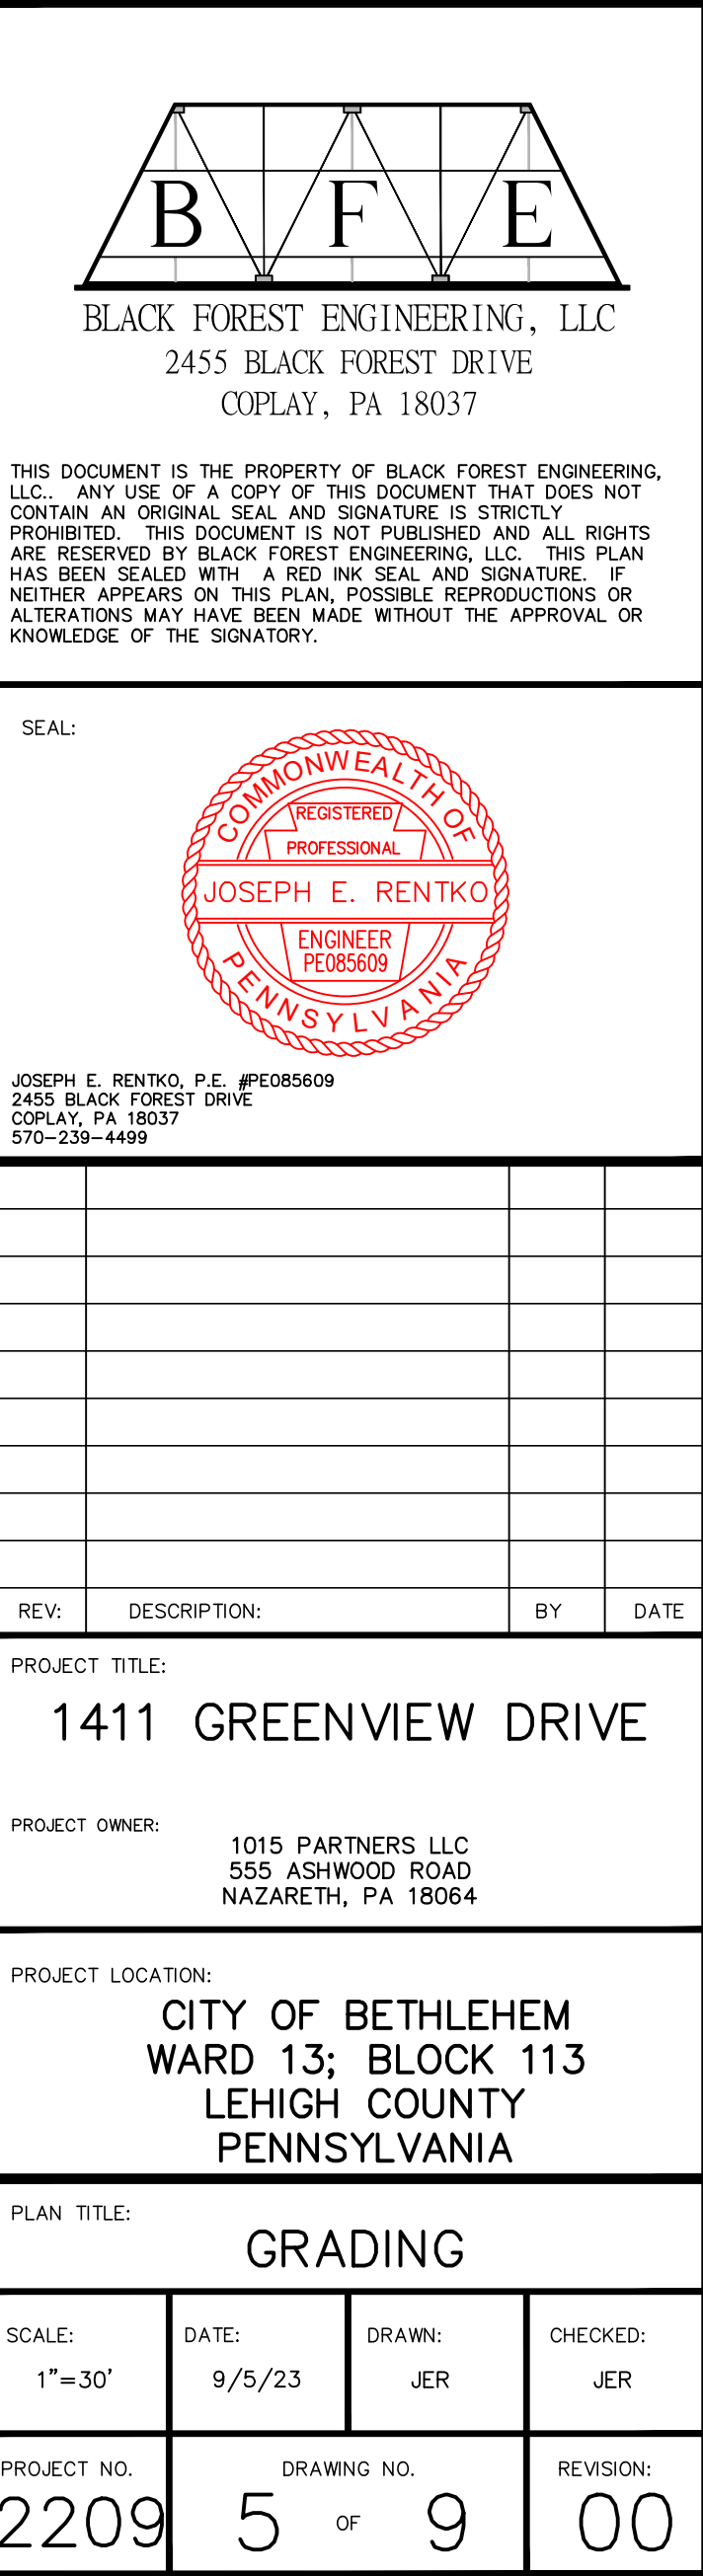 B F E
BLACK FOREST ENGINEERING, LLC
2455 BLACK FOREST DRIVE
COPLAY, PA 18037
THIS DOCUMENT IS THE PROPERTY OF BLACK FOREST ENGINEERING,
LLC.. ANY USE OF A COPY OF THIS DOCUMENT THAT DOES NOT
CONTAIN AN ORIGINAL SEAL AND SIGNATURE IS STRICTLY
PROHIBITED. THIS DOCUMENT IS NOT PUBLISHED AND ALL RIGHTS
ARE RESERVED BY BLACK FOREST ENGINEERING, LLC. THIS PLAN
HAS BEEN SEALED WITH A RED INK SEAL AND SIGNATURE. IF
NEITHER APPEARS ON THIS PLAN, POSSIBLE REPRODUCTIONS OR
ALTERATIONS MAY HAVE BEEN MADE WITHOUT THE APPROVAL OR
KNOWLEDGE OF THE SIGNATORY.
SEAL:
COMMONWEALTH OF
REGISTERED
PROFESSIONAL
JOSEPH E. RENTKO
ENGINEER
PE085609
PENNSYLVANIA
JOSEPH E. RENTKO, P.E. #PE085609
2455 BLACK FOREST DRIVE
COPLAY, PA 18037
570-239-4499
REV: DESCRIPTION: BY DATE
PROJECT TITLE:
1411 GREENVIEW DRIVE
PROJECT OWNER:
1015 PARTNERS LLC
555 ASHWOOD ROAD
NAZARETH, PA 18064
PROJECT LOCATION:
CITY OF BETHLEHEM
WARD 13; BLOCK 113
LEHIGH COUNTY
PENNSYLVANIA
PLAN TITLE:
GRADING
SCALE: DATE: DRAWN: CHECKED:
1"=30' 9/5/23 JER JER
PROJECT NO. DRAWING NO. REVISION:
2209 5 OF 9 00